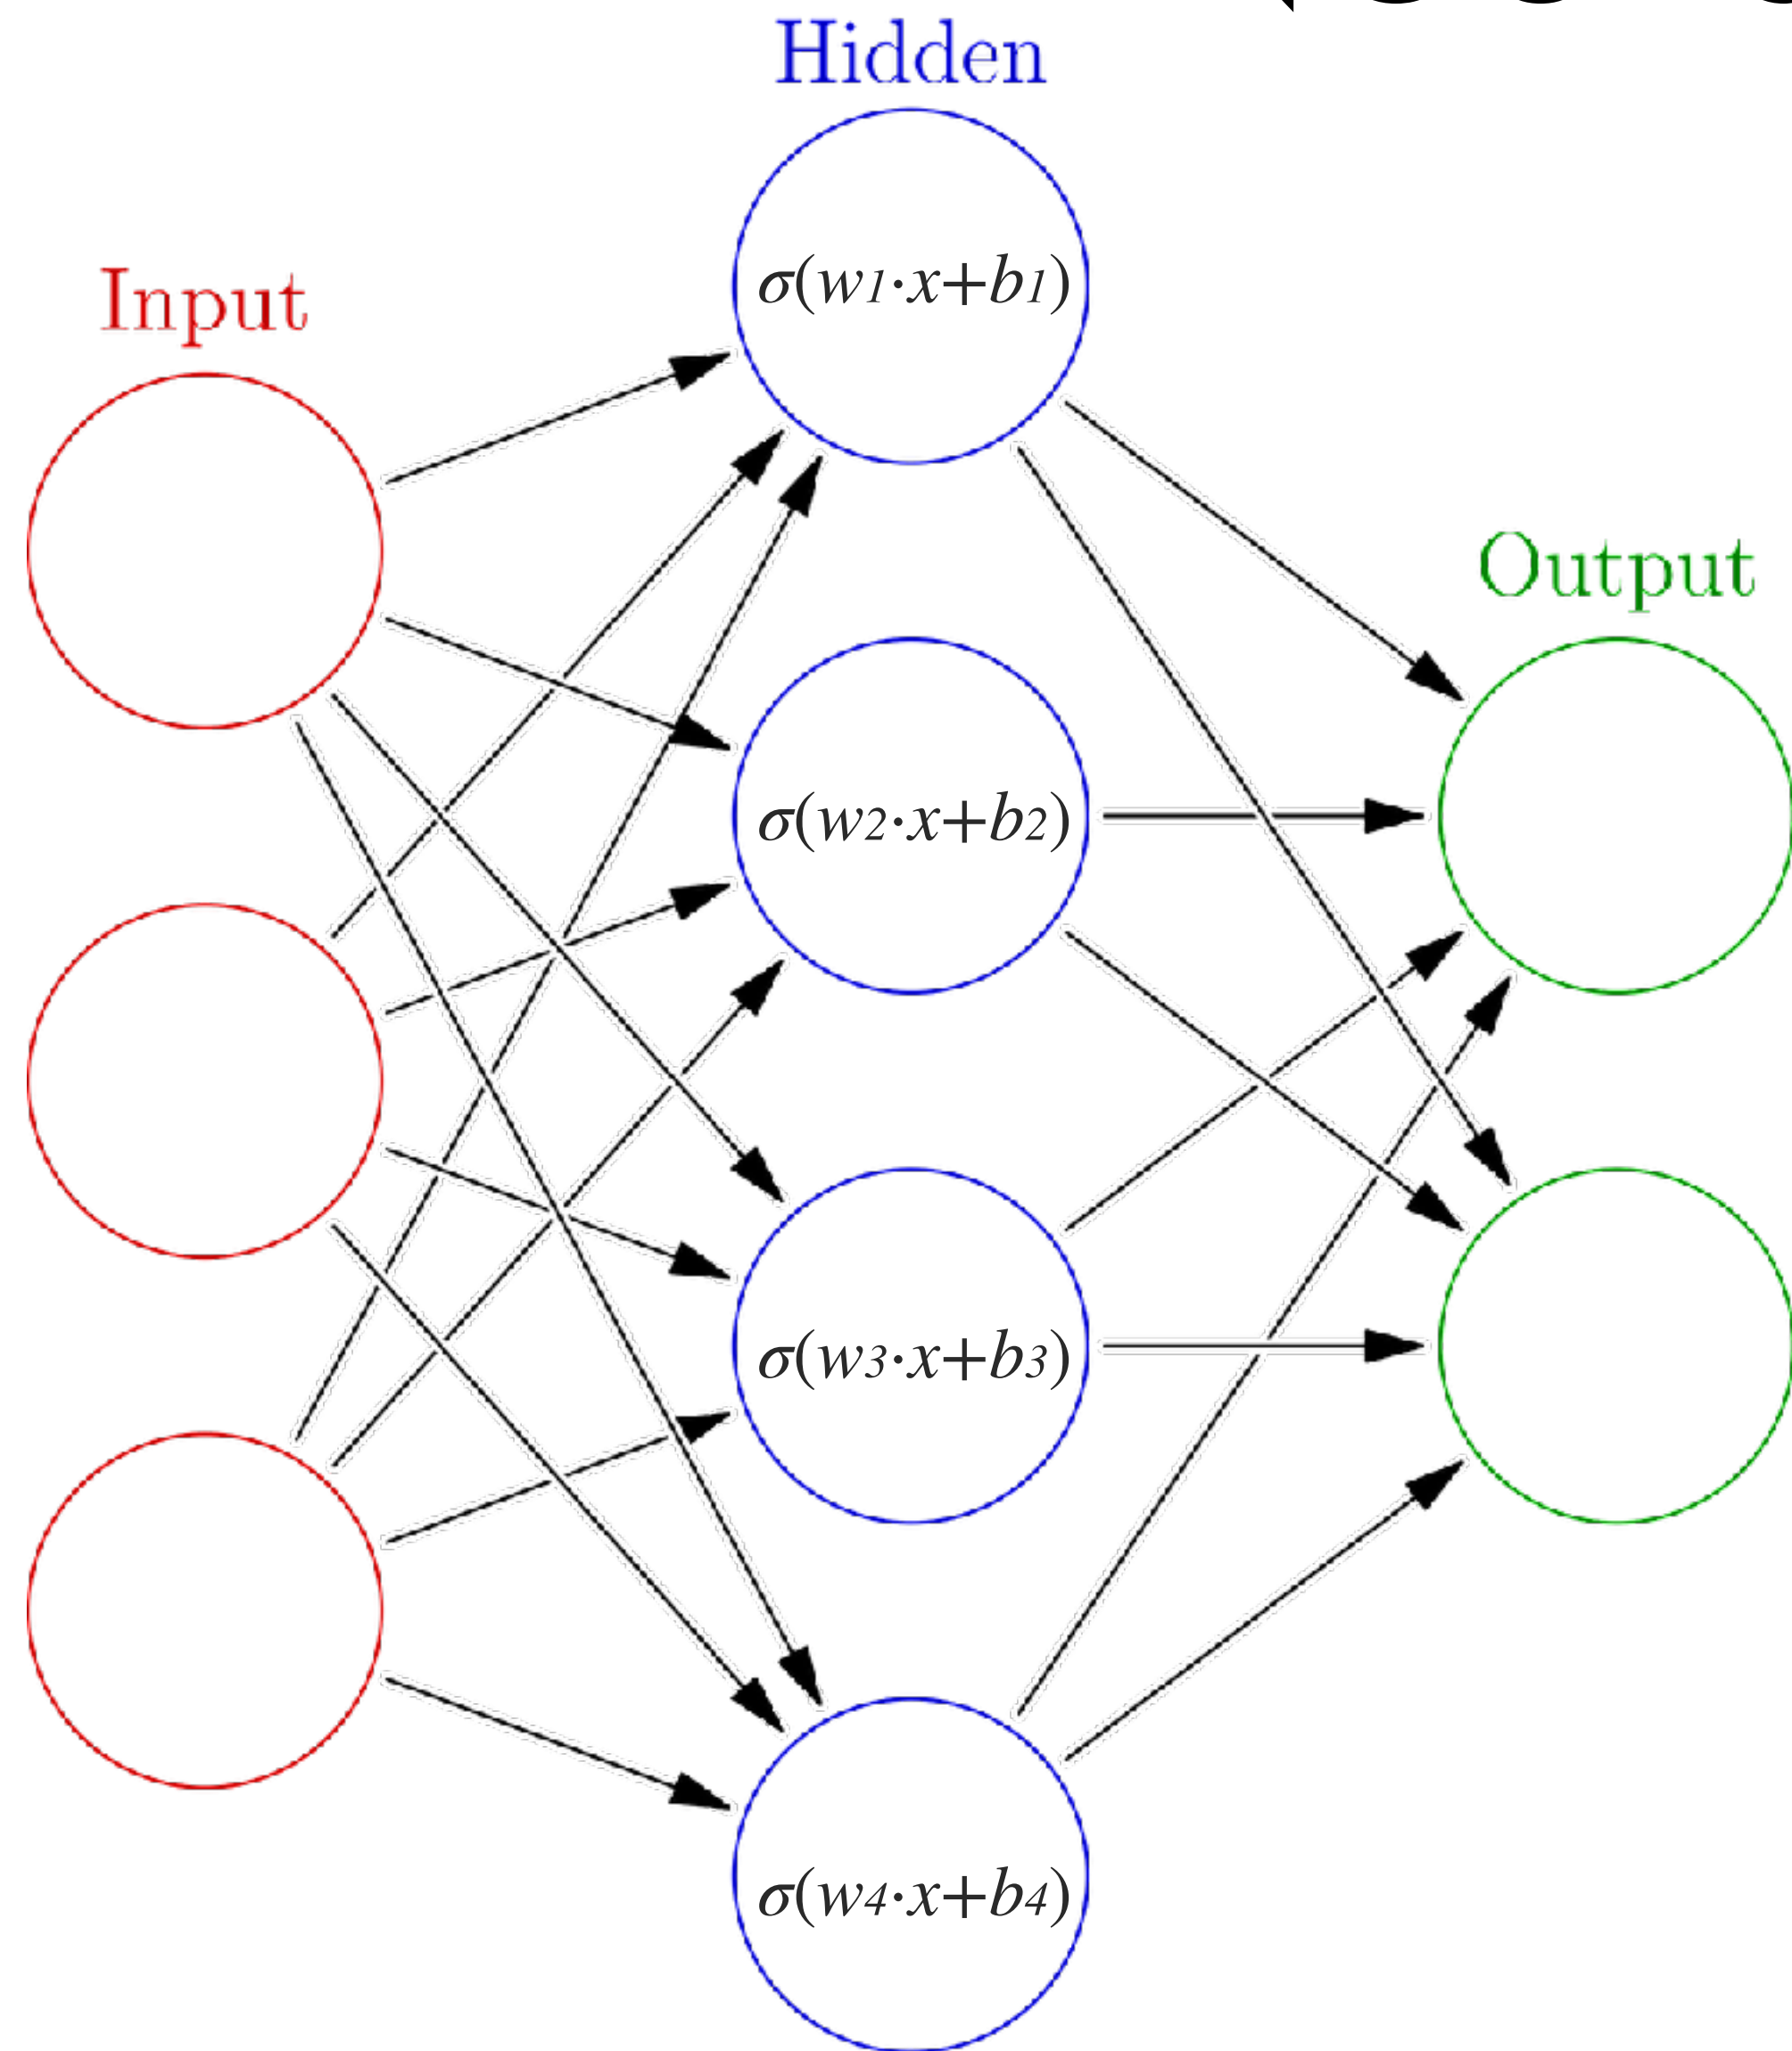 Hidden
Input
σ(w1·x+b1)
Output
σ(w2·x+b2)
σ(w3·x+b3)
σ(w4·x+b4)